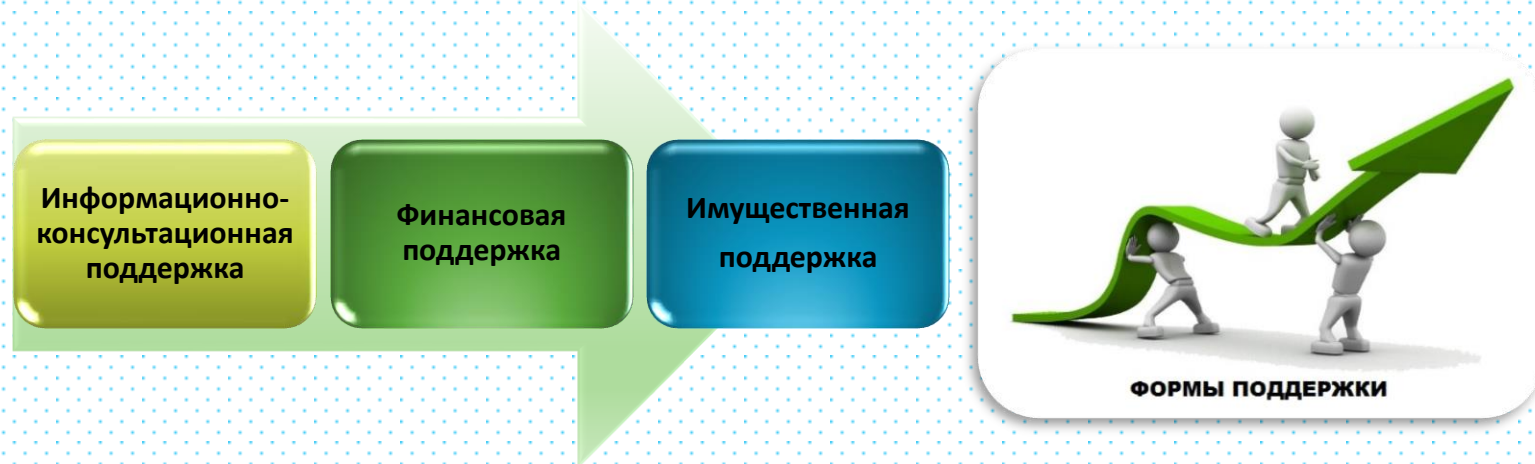 Информационно-
консультационная
поддержка
Финансовая
поддержка
Имущественная
поддержка
ФОРМЫ ПОДДЕРЖКИ